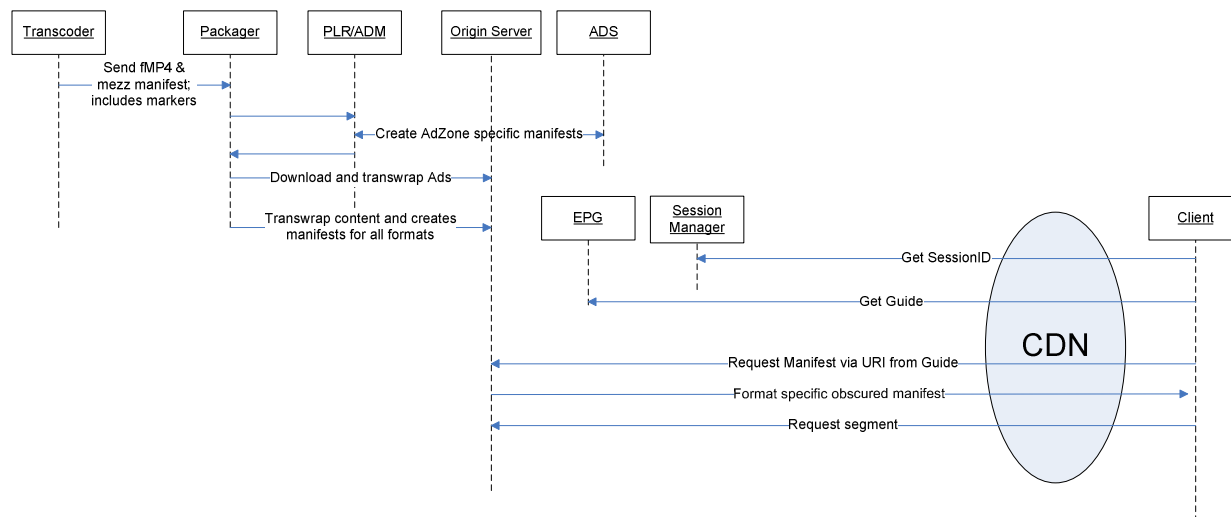 Transcoder
Packager
PLR/ADM
Origin Server
ADS
Send fMP4 &
mezz manifest;
includes markers
Create AdZone specific manifests
Download and transwrap Ads
Transwrap content and creates
manifests for all formats
EPG
Session
Manager
Client
Get SessionID
Get Guide
CDN
Request Manifest via URI from Guide
Format specific obscured manifest
Request segment